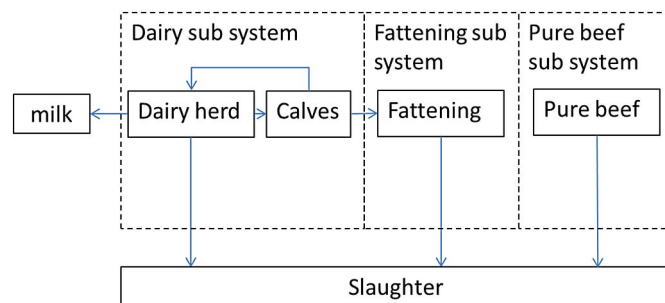 Dairy sub system
Fattening sub
system
Pure beef
sub system
milk
Dairy herd
Calves
Fattening
Pure beef
Slaughter